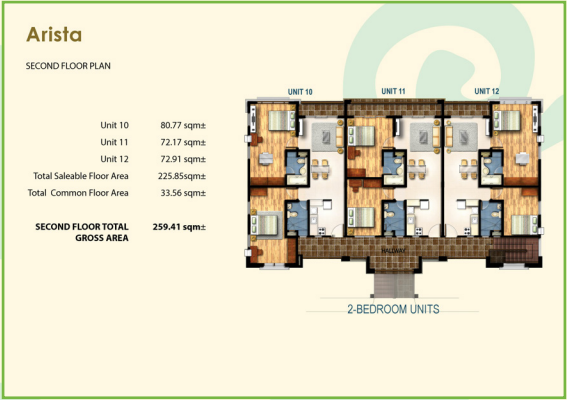 Arista
SECOND FLOOR PLAN
Unit 10 80.77 sqm±
Unit 11 72.17 sqm±
Unit 12 72.91 sqm±
Total Saleable Floor Area 225.85sqm±
Total Common Floor Area 33.56 sqm±
SECOND FLOOR TOTAL 259.41 sqm±
GROSS AREA
UNIT 10 UNIT 11 UNIT 12
HALLWAY
2-BEDROOM UNITS